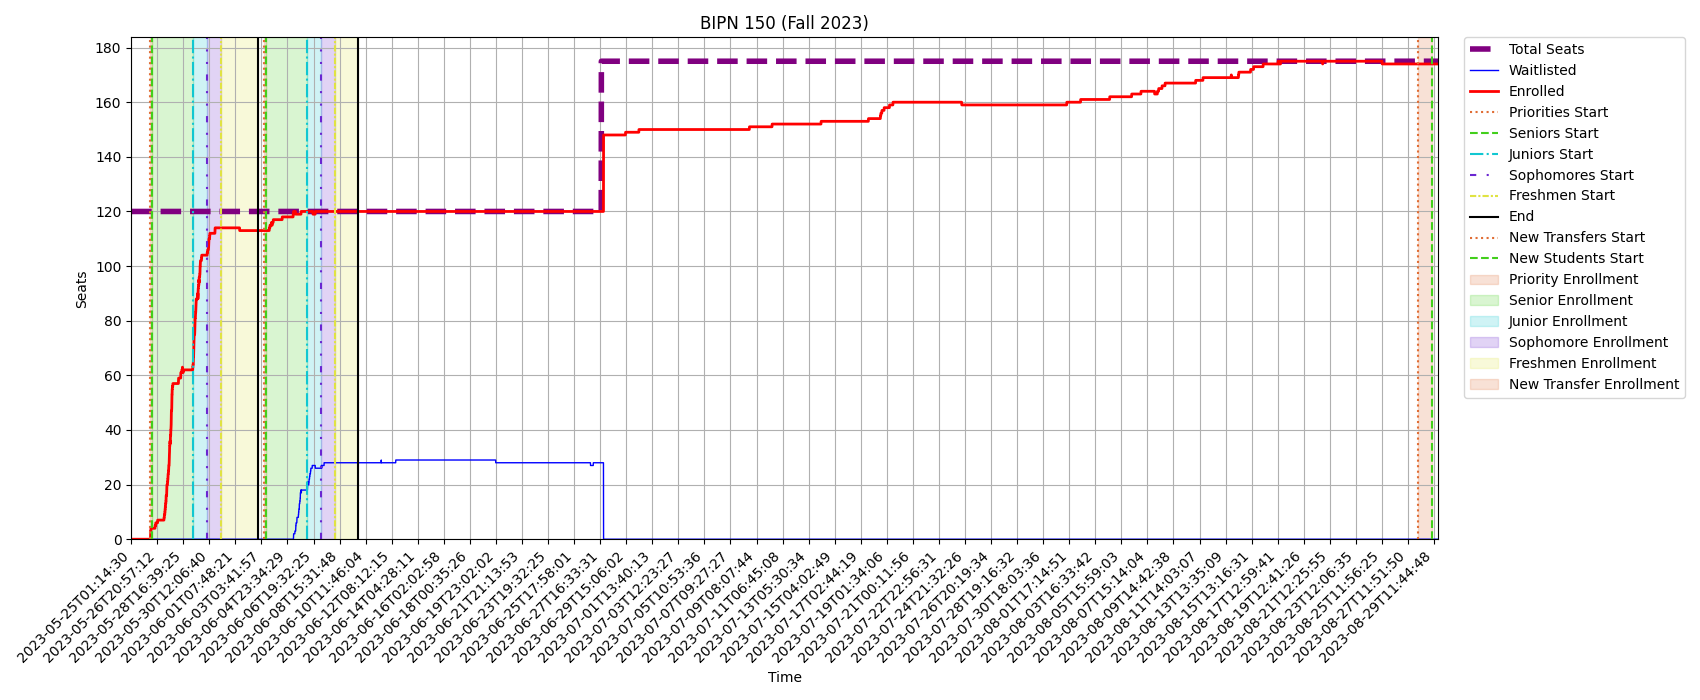 BIPN 150 (Fall 2023)
Seats
180
160
140
120
100
80
60
40
20
0
2023-05-25T01:14:30
2023-05-26T20:57:12
2023-05-28T16:39:25
2023-05-30T12:06:40
2023-06-01T07:48:21
2023-06-03T03:41:57
2023-06-04T23:34:29
2023-06-06T19:32:25
2023-06-08T15:31:48
2023-06-10T11:46:04
2023-06-12T08:12:15
2023-06-14T04:28:11
2023-06-16T02:02:58
2023-06-18T00:35:26
2023-06-19T23:02:02
2023-06-21T21:13:53
2023-06-23T19:32:25
2023-06-25T17:58:01
2023-06-27T16:33:31
2023-06-29T15:06:02
2023-07-01T13:40:13
2023-07-03T12:23:27
2023-07-05T10:53:36
2023-07-07T09:27:27
2023-07-09T08:07:44
2023-07-11T06:45:08
2023-07-13T05:30:34
2023-07-15T04:02:49
2023-07-17T02:44:19
2023-07-19T01:34:06
2023-07-21T00:11:56
2023-07-22T22:56:31
2023-07-24T21:32:26
2023-07-26T20:19:34
2023-07-28T19:16:32
2023-07-30T18:03:36
2023-08-01T17:14:51
2023-08-03T16:33:42
2023-08-05T15:59:03
2023-08-07T15:14:04
2023-08-09T14:42:38
2023-08-11T14:03:07
2023-08-13T13:35:09
2023-08-15T13:16:31
2023-08-17T12:59:41
2023-08-19T12:41:26
2023-08-21T12:25:55
2023-08-23T12:06:35
2023-08-25T11:56:25
2023-08-27T11:51:50
2023-08-29T11:44:48
Time
Total Seats
Waitlisted
Enrolled
Priorities Start
Seniors Start
Juniors Start
Sophomores Start
Freshmen Start
End
New Transfers Start
New Students Start
Priority Enrollment
Senior Enrollment
Junior Enrollment
Sophomore Enrollment
Freshmen Enrollment
New Transfer Enrollment